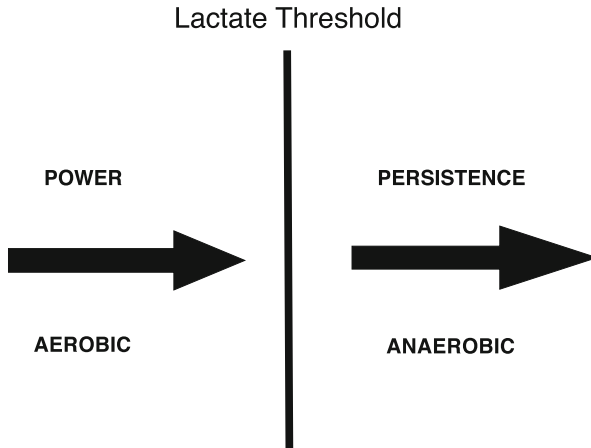 Lactate Threshold
POWER
PERSISTENCE
AEROBIC
ANAEROBIC